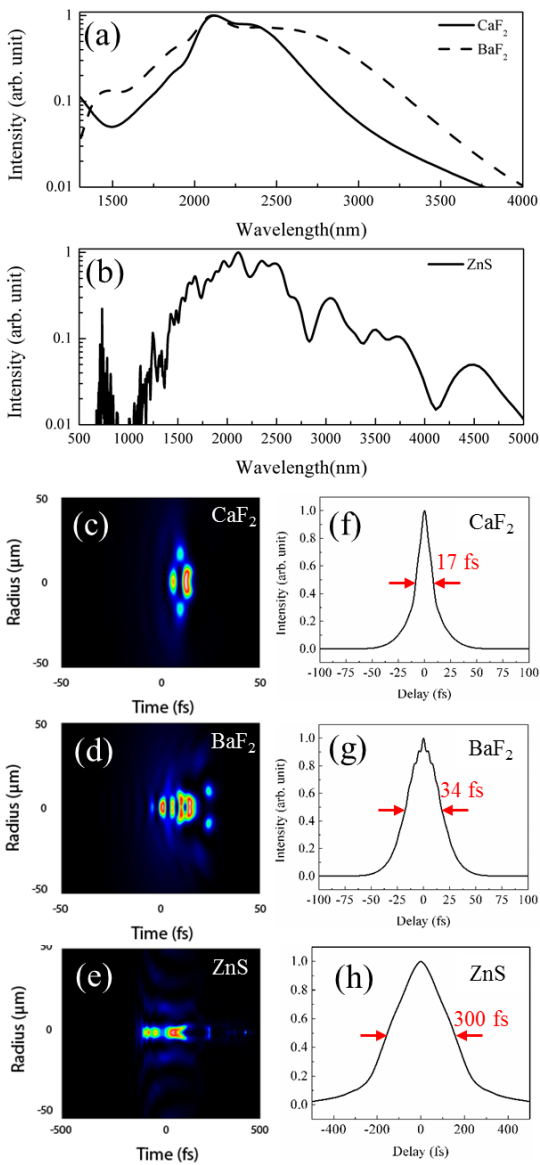 (a)
CaF2
BaF2
Intensity (arb. unit)
1
0.1
0.01
1500 2000 2500 3000 3500 4000
Wavelength(nm)
(b)
ZnS
Intensity (arb. unit)
1
0.1
0.01
500 1000 1500 2000 2500 3000 3500 4000 4500 5000
Wavelength(nm)
(c)
CaF2
Radius (μm)
50
0
-50
-50 0 50
Time (fs)
(f)
CaF2
17 fs
Intensity (arb. unit)
1.0
0.8
0.6
0.4
0.2
0.0
-100 -75 -50 -25 0 25 50 75 100
Delay (fs)
(d)
BaF2
Radius (μm)
50
0
-50
-50 0 50
Time (fs)
(g)
BaF2
34 fs
Intensity (arb. unit)
1.0
0.8
0.6
0.4
0.2
0.0
-100 -75 -50 -25 0 25 50 75 100
Delay (fs)
(e)
ZnS
Radius (μm)
50
0
-50
-500 0 500
Time (fs)
(h)
ZnS
300 fs
Intensity (arb. unit)
1.0
0.8
0.6
0.4
0.2
0.0
-400 -200 0 200 400
Delay (fs)